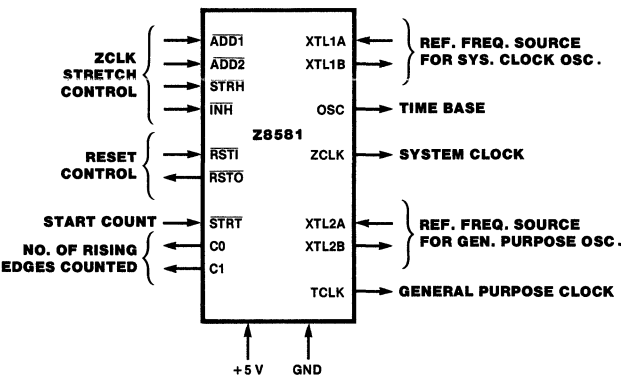 ZCLK
STRETCH
CONTROL
ADD1
ADD2
STRH
INH
RESET
CONTROL
RSTI
RSTO
START COUNT
STRT
NO. OF RISING
EDGES COUNTED
C0
C1
Z8581
XTL1A
XTL1B
REF. FREQ. SOURCE
FOR SYS. CLOCK OSC.
OSC
TIME BASE
ZCLK
SYSTEM CLOCK
XTL2A
XTL2B
REF. FREQ. SOURCE
FOR GEN. PURPOSE OSC.
TCLK
GENERAL PURPOSE CLOCK
+5 V
GND